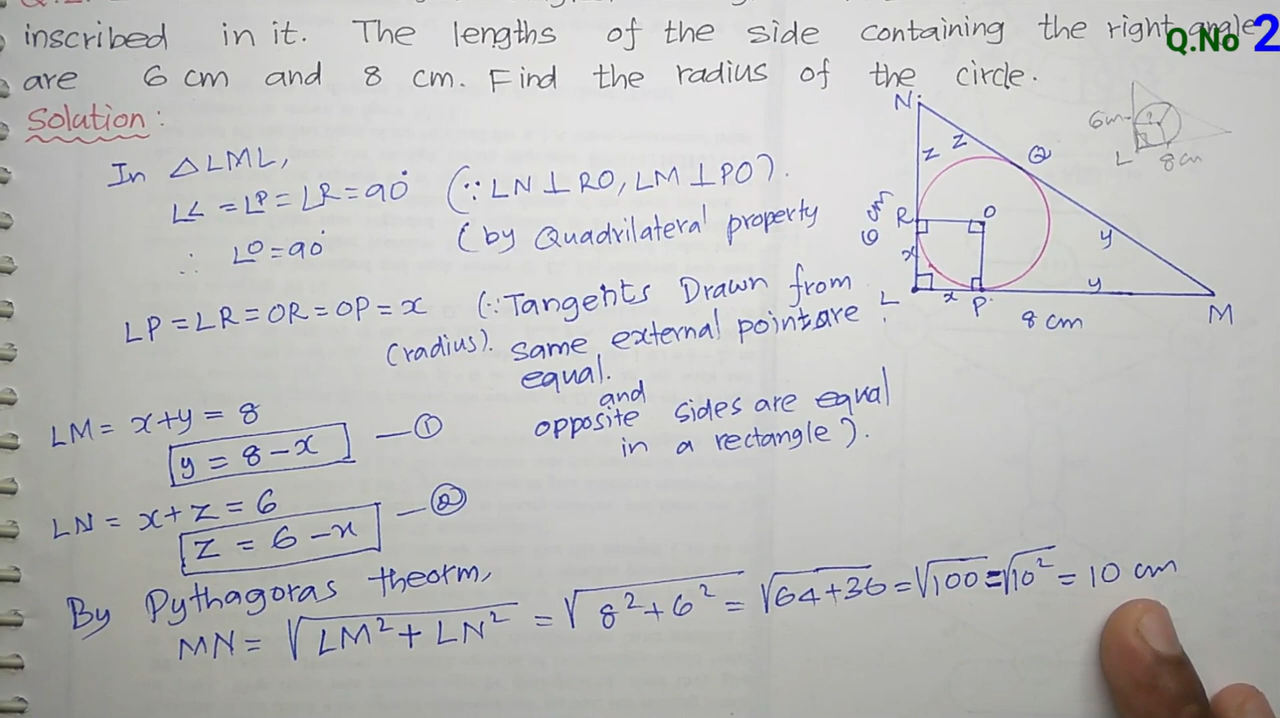 inscribed in it. The lengths of the side containing the right angle
Q.No 2
are 6 cm and 8 cm. Find the radius of the circle.
Solution:
In △LML,
∠L = ∠P = ∠R = 90° (∵ LN ⊥ RO, LM ⊥ PO).
∴ ∠O = 90° (by Quadrilateral property
LP = LR = OR = OP = x (∵ Tangents Drawn from
(radius). same external point are
equal.
and
opposite sides are equal
in a rectangle).
LM = x + y = 8
y = 8 - x — ①
LN = x + z = 6
z = 6 - x — ②
By Pythagoras theorm,
MN = √LM² + LN² = √8² + 6² = √64 + 36 = √100 = √10² = 10 cm
N
z z Q
6 cm R O y
x
L x P y M
8 cm
6cm
L 8cm